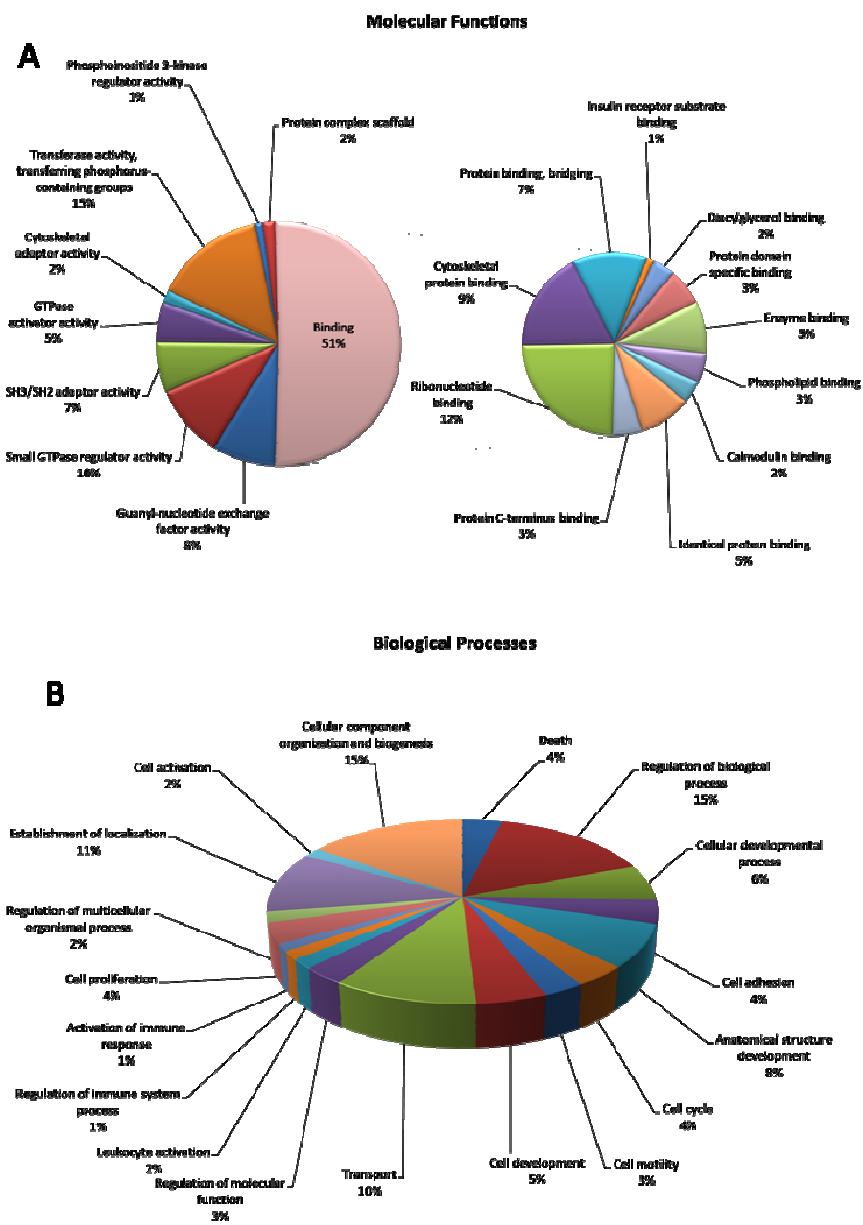 Molecular Functions
A
Phosphoinositide 3-kinase
regulator activity
1%
Protein complex scaffold
2%
Transferase activity,
transferring phosphorus-
containing groups
15%
Cytoskeletal
adaptor activity
2%
GTPase
activator activity
5%
SH3/SH2 adaptor activity
7%
Small GTPase regulator activity
10%
Guanyl-nucleotide exchange
factor activity
8%
Binding
51%
Insulin receptor substrate
binding
1%
Protein binding, bridging
7%
Diacylglycerol binding
2%
Cytoskeletal
protein binding
9%
Protein domain
specific binding
3%
Enzyme binding
5%
Ribonucleotide
binding
12%
Phospholipid binding
3%
Calmodulin binding
2%
Protein C-terminus binding
3%
Identical protein binding
5%
Biological Processes
B
Cellular component
organization and biogenesis
15%
Death
4%
Cell activation
2%
Regulation of biological
process
15%
Establishment of localization
11%
Cellular developmental
process
6%
Regulation of multicellular
organismal process
2%
Cell proliferation
4%
Cell adhesion
4%
Activation of immune
response
1%
Anatomical structure
development
8%
Regulation of immune system
process
1%
Cell cycle
4%
Leukocyte activation
2%
Regulation of molecular
function
3%
Transport
10%
Cell development
5%
Cell motility
3%